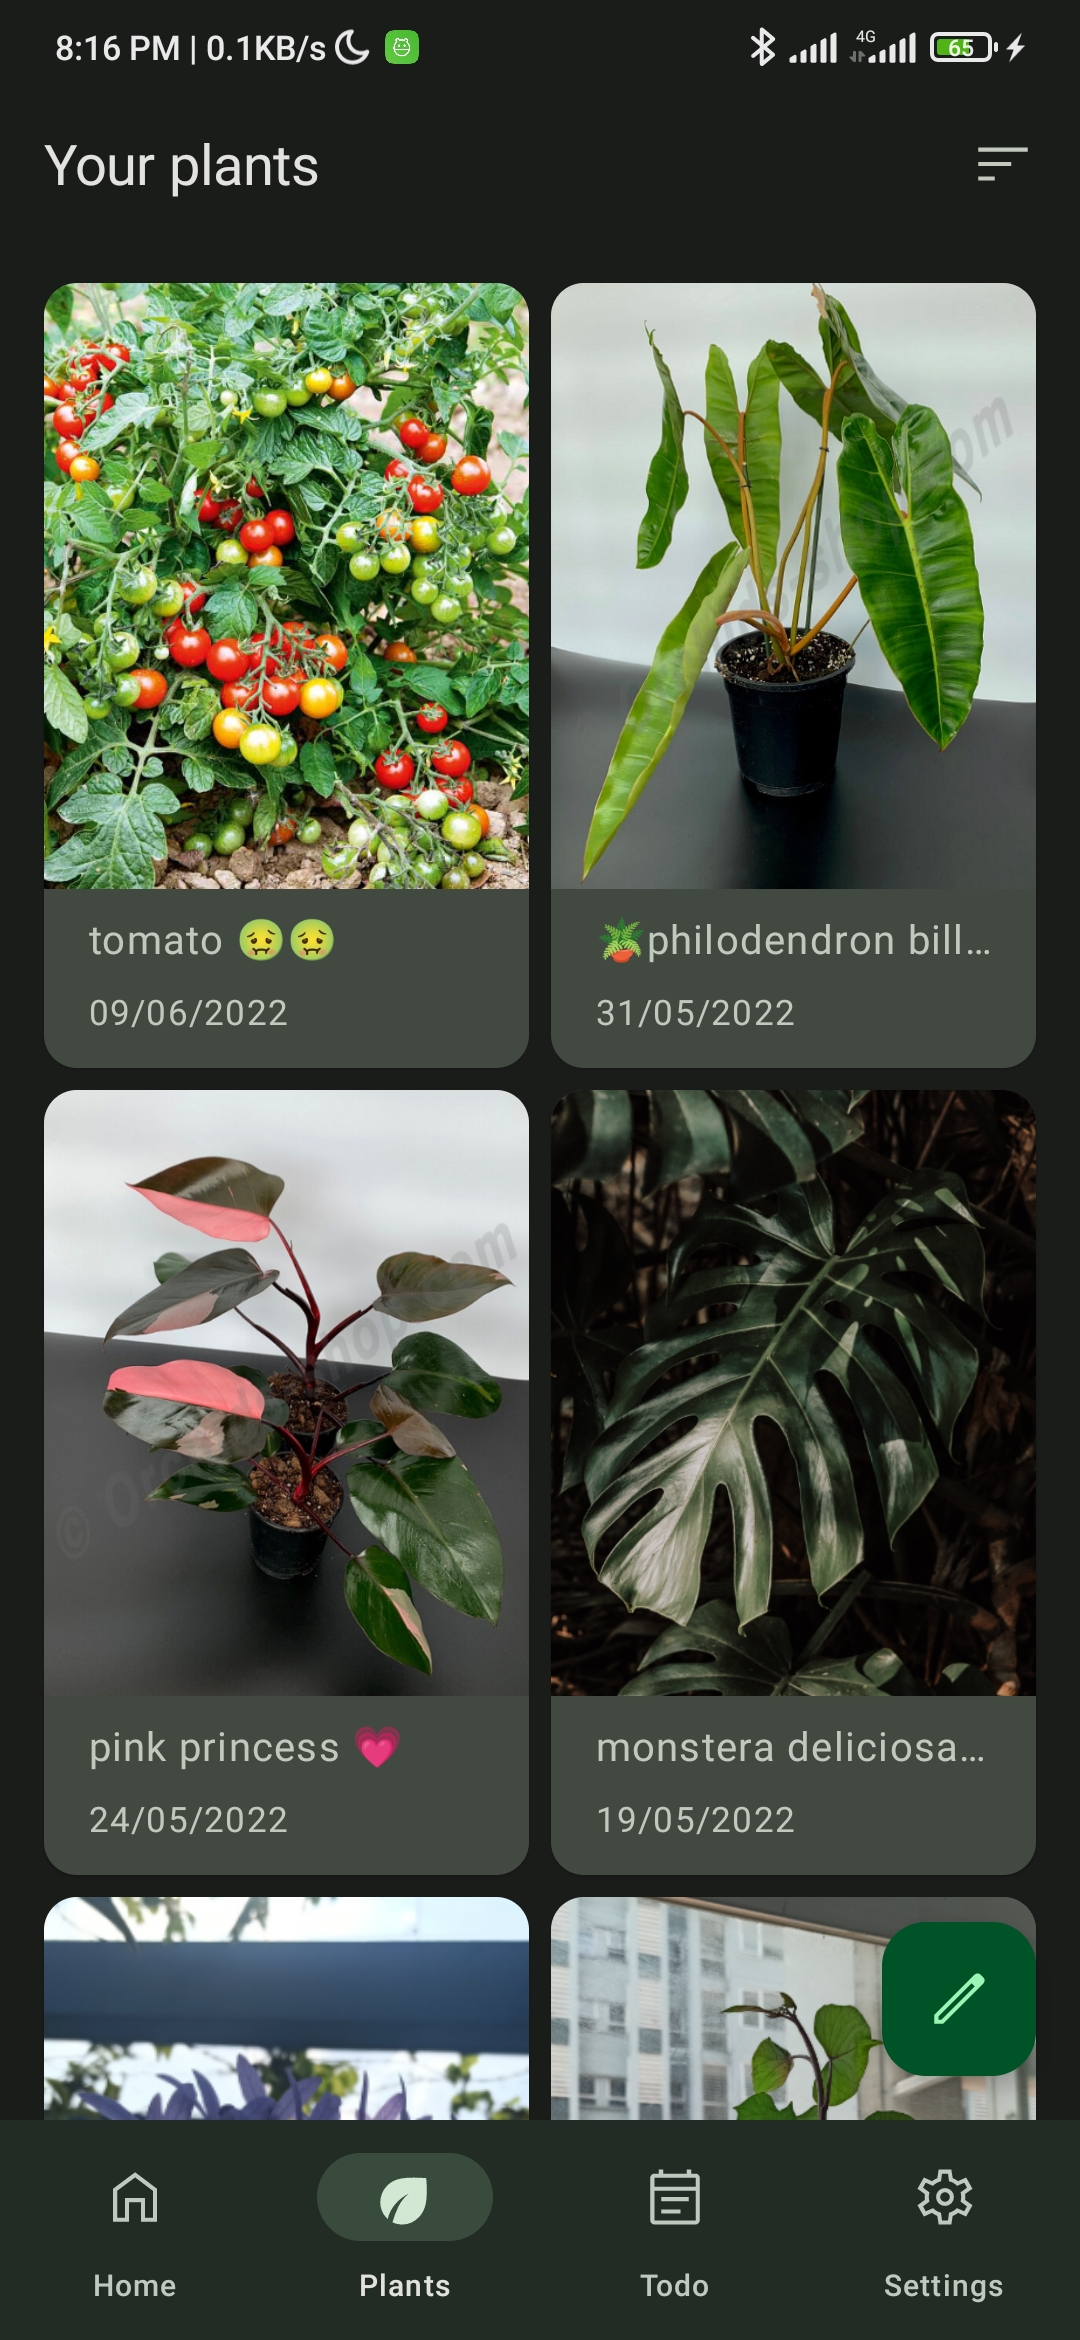 8:16 PM | 0.1KB/s
4G
65
Your plants
tomato 🤢🤢
🪴philodendron bill...
09/06/2022
31/05/2022
pink princess 💗
monstera deliciosa...
24/05/2022
19/05/2022
Home
Plants
Todo
Settings